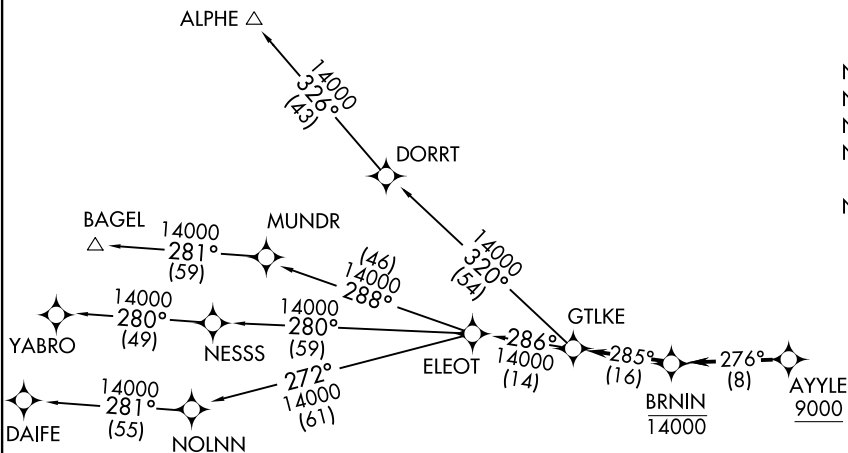 ALPHE
14000
326°
(43)
DORRT
14000
320°
(54)
BAGEL
14000
281°
(59)
MUNDR
(46)
14000
288°
GTLKE
YABRO
14000
280°
(49)
NESSS
14000
280°
(59)
ELEOT
286°
14000
(14)
285°
(16)
BRNIN
14000
276°
(8)
AYYLE
9000
DAIFE
14000
281°
(55)
NOLNN
272°
14000
(61)